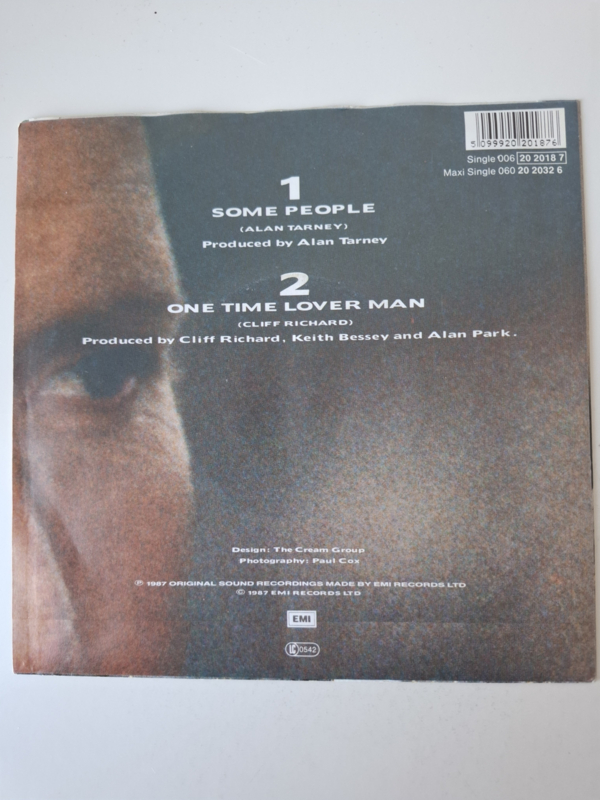 5 099920 201876
Single 006 20 2018 7
Maxi Single 060 20 2032 6
1
SOME PEOPLE
(ALAN TARNEY)
Produced by Alan Tarney
2
ONE TIME LOVER MAN
(CLIFF RICHARD)
Produced by Cliff Richard, Keith Bessey and Alan Park.
Design: The Cream Group
Photography: Paul Cox
℗ 1987 ORIGINAL SOUND RECORDINGS MADE BY EMI RECORDS LTD
© 1987 EMI RECORDS LTD
EMI
LC 0542